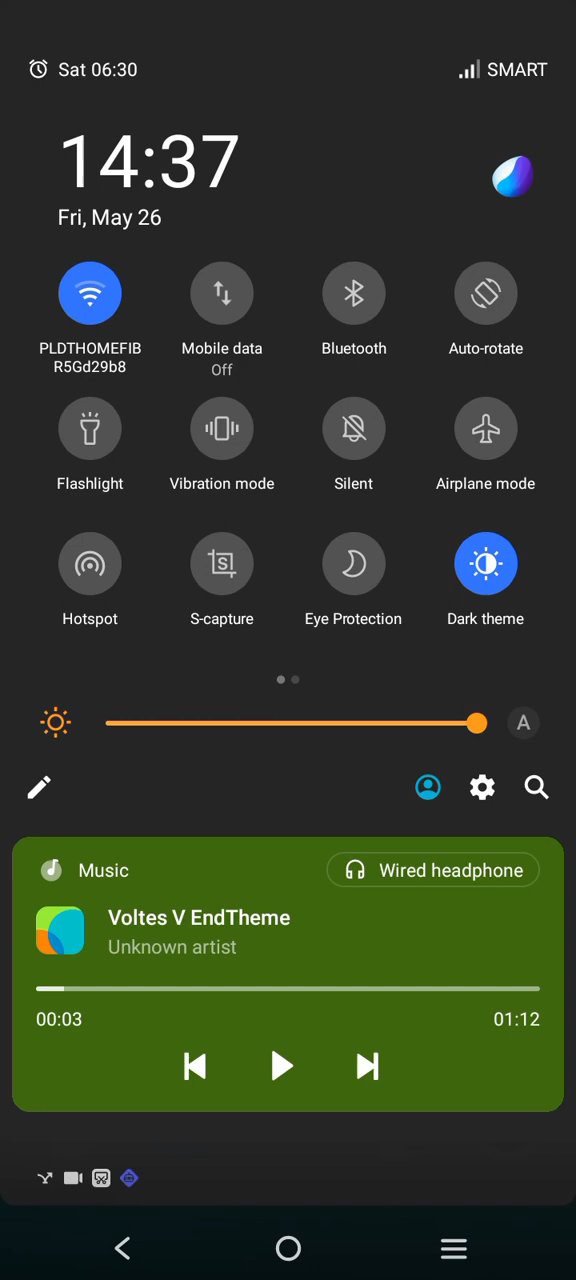 Sat 06:30
SMART
14:37
Fri, May 26
PLDTHOMEFIB
R5Gd29b8
Mobile data
Off
Bluetooth
Auto-rotate
Flashlight
Vibration mode
Silent
Airplane mode
Hotspot
S-capture
Eye Protection
Dark theme
A
Music
Wired headphone
Voltes V EndTheme
Unknown artist
00:03
01:12